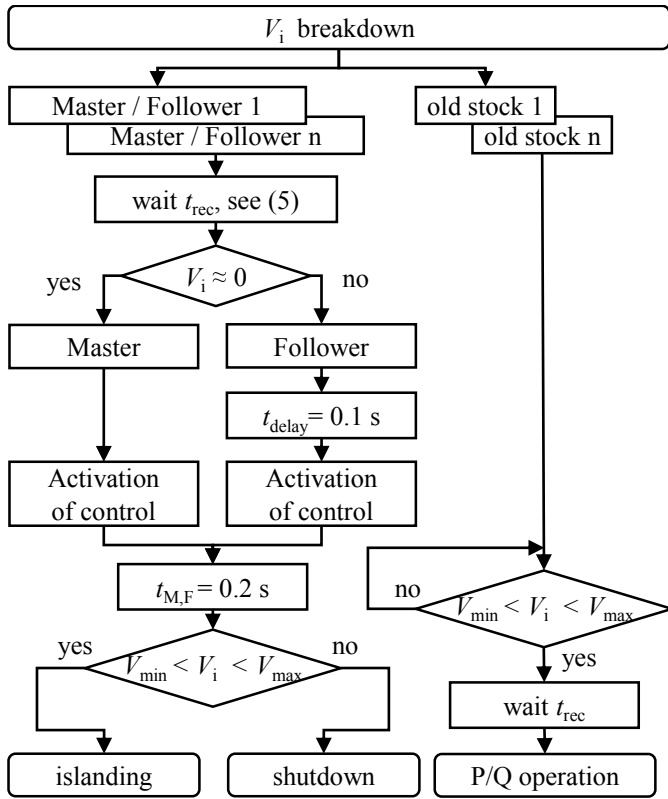 V_i breakdown
Master / Follower 1
Master / Follower n
old stock 1
old stock n
wait t_rec, see (5)
V_i ≈ 0
yes
no
Master
Follower
t_delay = 0.1 s
Activation
of control
Activation
of control
t_M,F = 0.2 s
no
V_min < V_i < V_max
yes
V_min < V_i < V_max
yes
no
wait t_rec
islanding
shutdown
P/Q operation